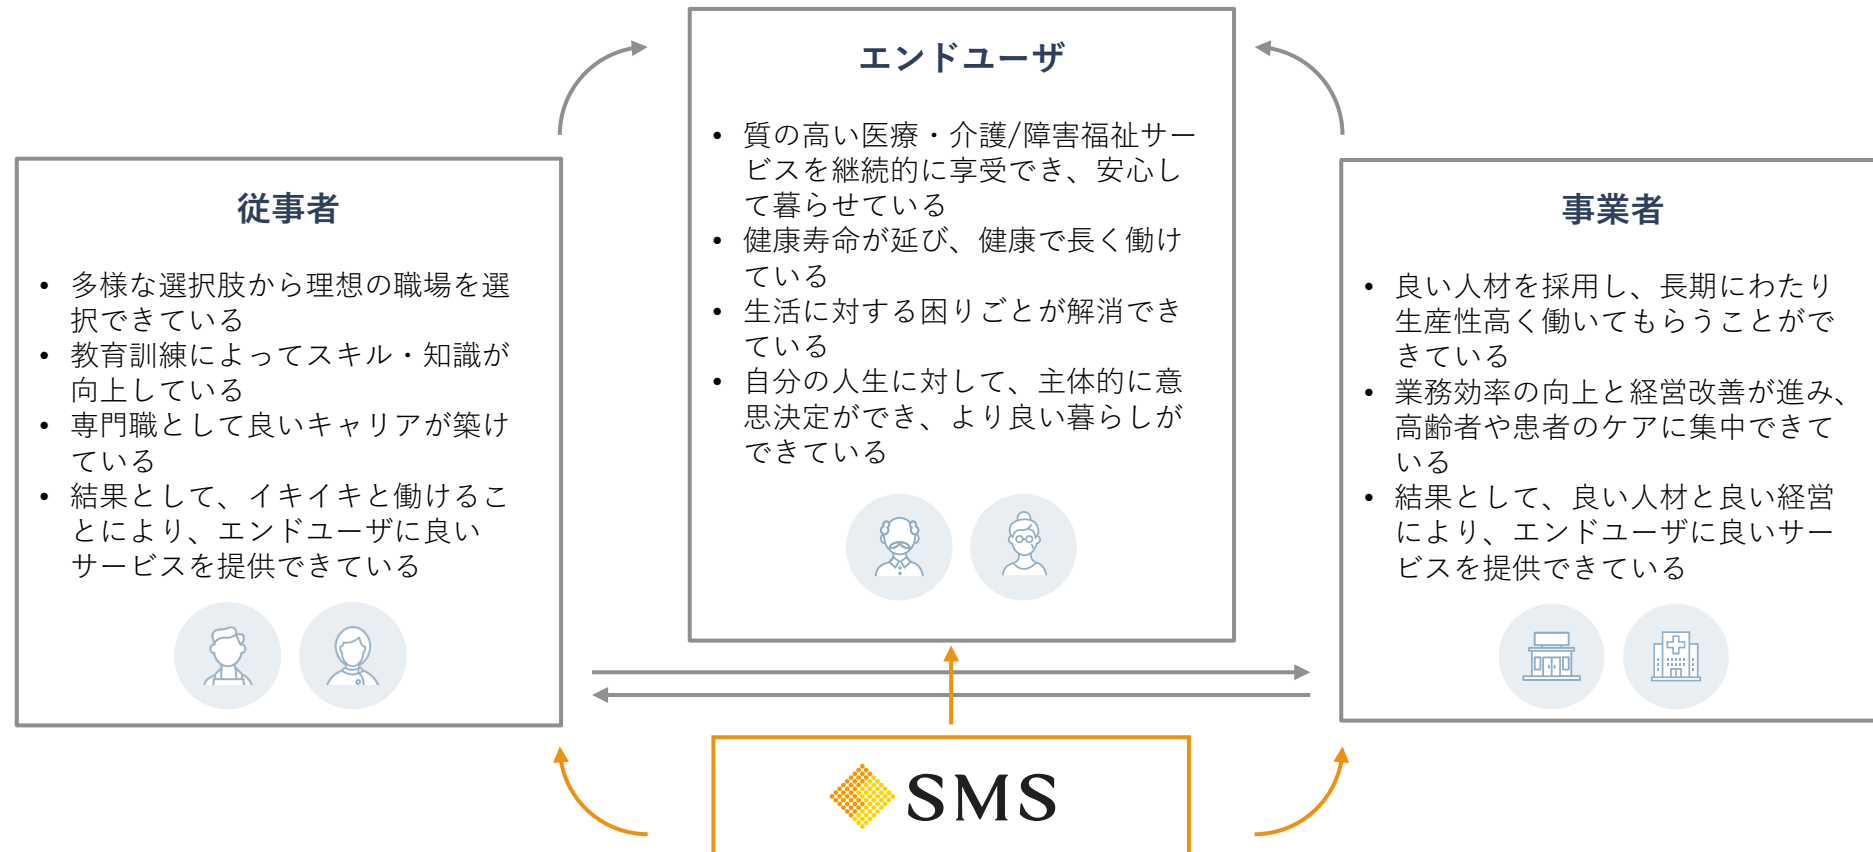 エンドユーザ
• 質の高い医療・介護/障害福祉サー
ビスを継続的に享受でき、安心し
て暮らせている
• 健康寿命が延び、健康で長く働け
ている
• 生活に対する困りごとが解消でき
ている
• 自分の人生に対して、主体的に意
思決定ができ、より良い暮らしが
できている
従事者
• 多様な選択肢から理想の職場を選
択できている
• 教育訓練によってスキル・知識が
向上している
• 専門職として良いキャリアが築け
ている
• 結果として、イキイキと働けるこ
とにより、エンドユーザに良い
サービスを提供できている
事業者
• 良い人材を採用し、長期にわたり
生産性高く働いてもらうことがで
きている
• 業務効率の向上と経営改善が進み、
高齢者や患者のケアに集中できて
いる
• 結果として、良い人材と良い経営
により、エンドユーザに良いサー
ビスを提供できている
SMS